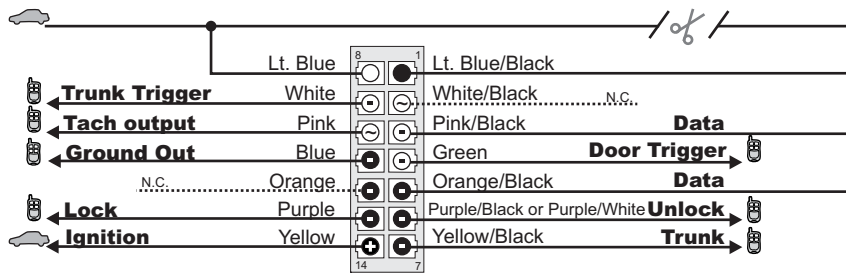 8 1
Lt. Blue Lt. Blue/Black
Trunk Trigger White White/Black N.C.
Tach output Pink Pink/Black Data
Ground Out Blue Green Door Trigger
N.C. Orange Orange/Black Data
Lock Purple Purple/Black or Purple/White Unlock
Ignition Yellow Yellow/Black Trunk
14 7